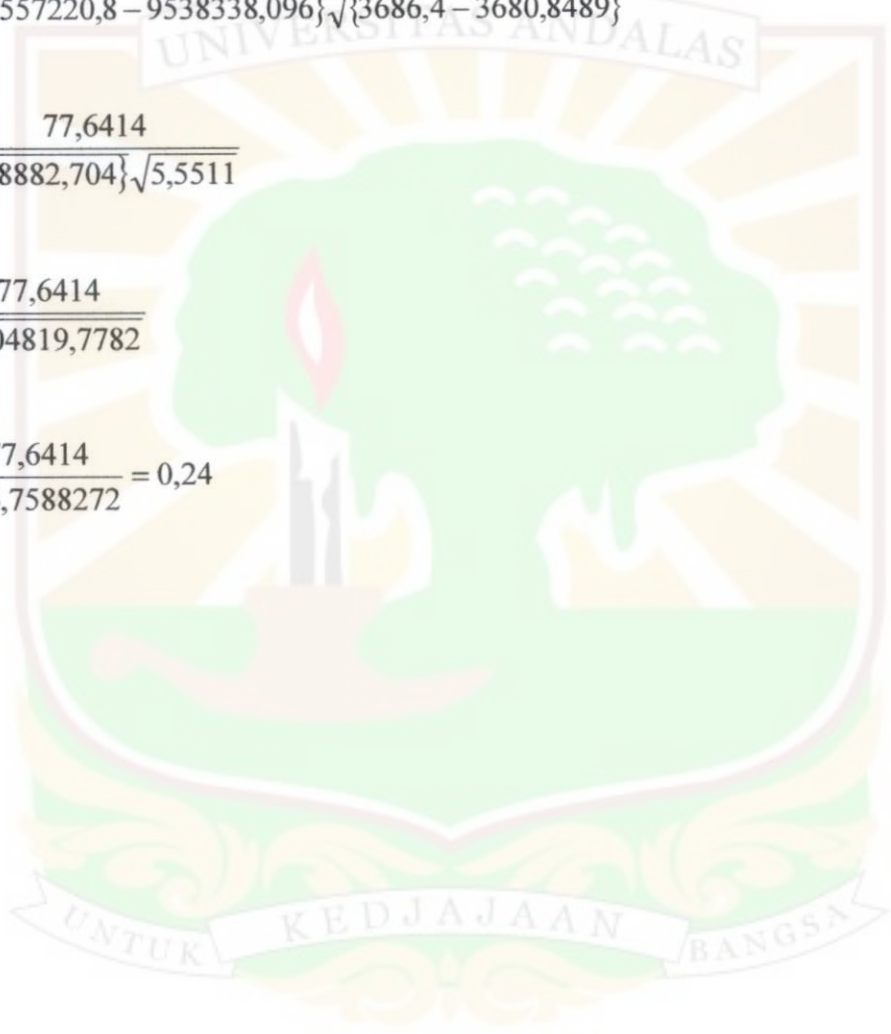 557220,8 – 9538338,096}√{3686,4 – 3680,8489}
UNIVERSITAS ANDALAS
77,6414
8882,704}√5,5511
77,6414
04819,7782
7,6414
,7588272 = 0,24
UNTUK KEDJAJAAN BANGSA